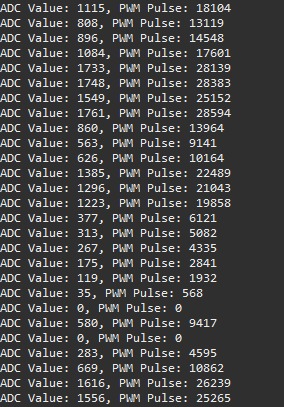 ADC Value: 1115, PWM Pulse: 18104
ADC Value: 808, PWM Pulse: 13119
ADC Value: 896, PWM Pulse: 14548
ADC Value: 1084, PWM Pulse: 17601
ADC Value: 1733, PWM Pulse: 28139
ADC Value: 1748, PWM Pulse: 28383
ADC Value: 1549, PWM Pulse: 25152
ADC Value: 1761, PWM Pulse: 28594
ADC Value: 860, PWM Pulse: 13964
ADC Value: 563, PWM Pulse: 9141
ADC Value: 626, PWM Pulse: 10164
ADC Value: 1385, PWM Pulse: 22489
ADC Value: 1296, PWM Pulse: 21043
ADC Value: 1223, PWM Pulse: 19858
ADC Value: 377, PWM Pulse: 6121
ADC Value: 313, PWM Pulse: 5082
ADC Value: 267, PWM Pulse: 4335
ADC Value: 175, PWM Pulse: 2841
ADC Value: 119, PWM Pulse: 1932
ADC Value: 35, PWM Pulse: 568
ADC Value: 0, PWM Pulse: 0
ADC Value: 580, PWM Pulse: 9417
ADC Value: 0, PWM Pulse: 0
ADC Value: 283, PWM Pulse: 4595
ADC Value: 669, PWM Pulse: 10862
ADC Value: 1616, PWM Pulse: 26239
ADC Value: 1556, PWM Pulse: 25265